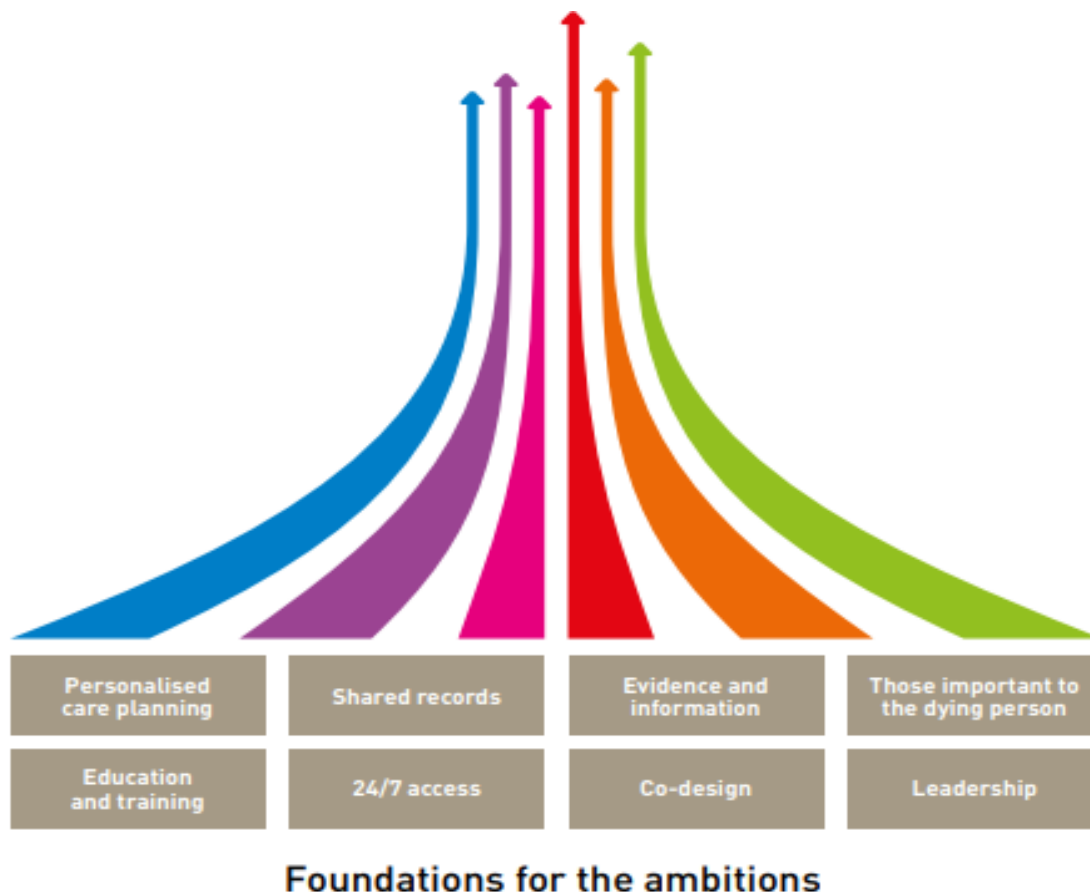 Personalised
care planning
Shared records
Evidence and
information
Those important to
the dying person
Education
and training
24/7 access
Co-design
Leadership
Foundations for the ambitions